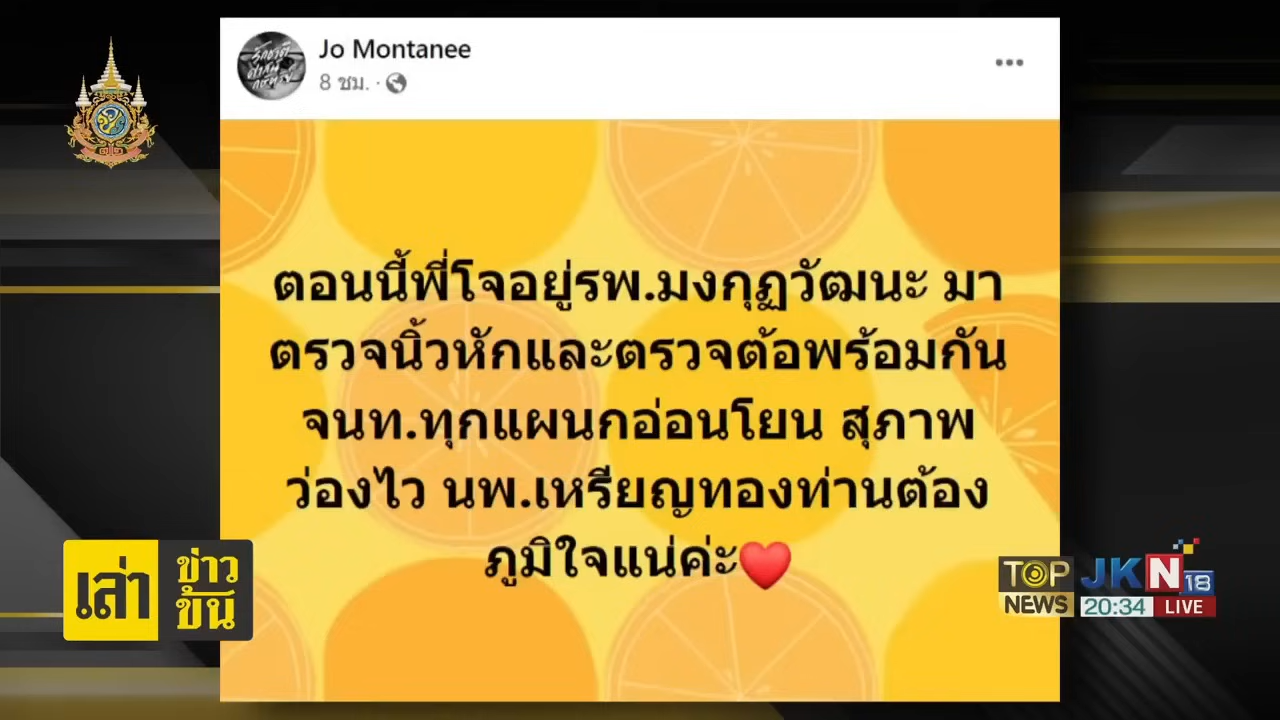 Jo Montanee
8 ชม. ·
ตอนนี้พี่โจอยู่รพ.มงกุฏวัฒนะ มา
ตรวจนิ้วหักและตรวจต้อพร้อมกัน
จนท.ทุกแผนกอ่อนโยน สุภาพ
ว่องไว นพ.เหรียญทองท่านต้อง
ภูมิใจแน่ค่ะ❤️
เล่า
ข่าว
ข้น
TOP
NEWS
JKN
18
20:34
LIVE